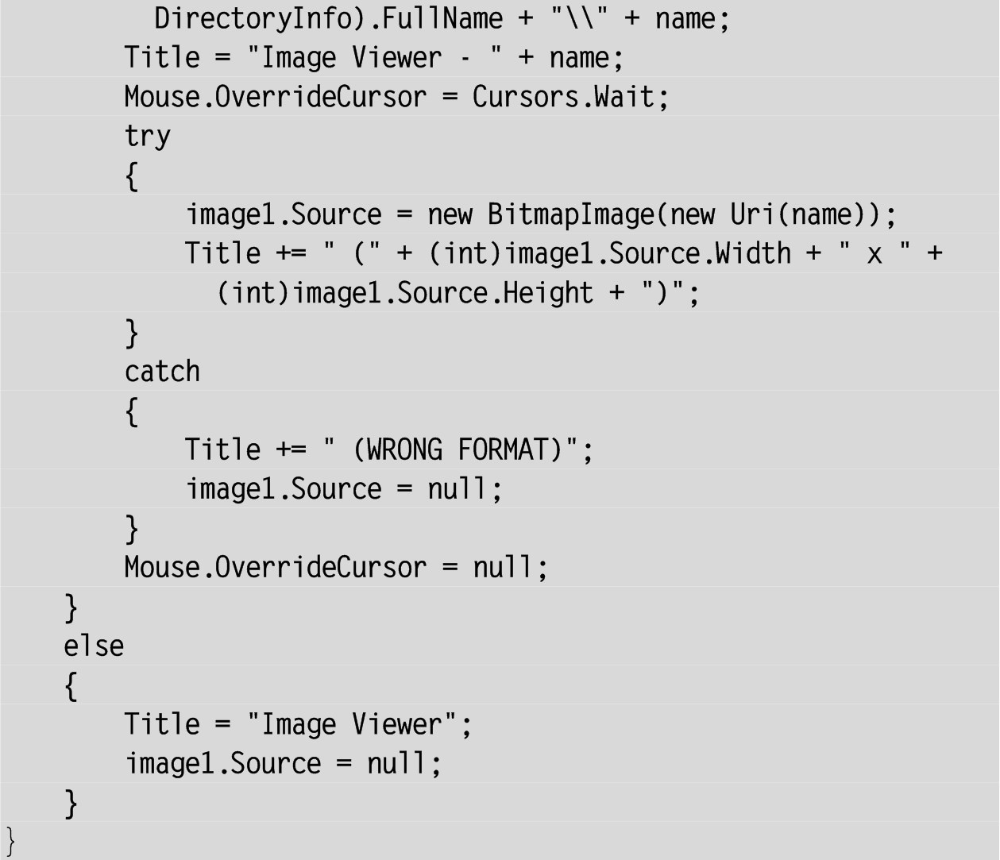 DirectoryInfo).FullName + "\\" + name;
Title = "Image Viewer - " + name;
Mouse.OverrideCursor = Cursors.Wait;
try
{
image1.Source = new BitmapImage(new Uri(name));
Title += " (" + (int)image1.Source.Width + " x " +
(int)image1.Source.Height + ")";
}
catch
{
Title += " (WRONG FORMAT)";
image1.Source = null;
}
Mouse.OverrideCursor = null;
}
else
{
Title = "Image Viewer";
image1.Source = null;
}
}